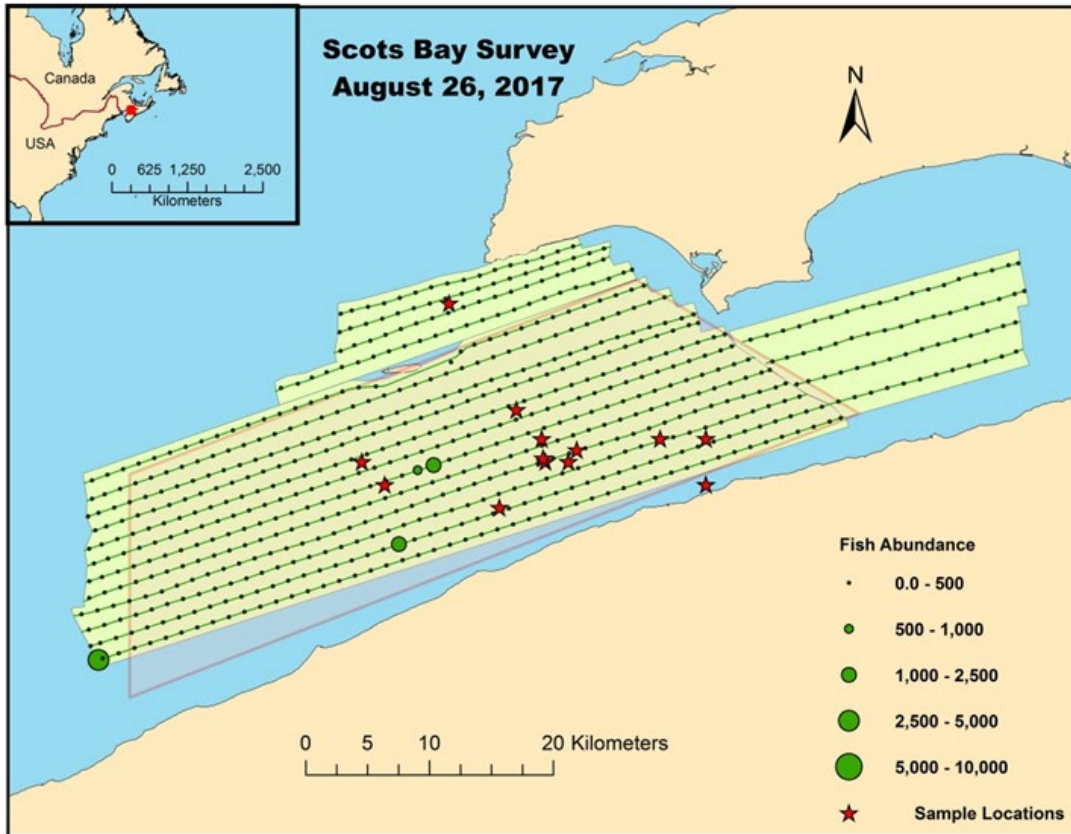 Scots Bay Survey
August 26, 2017
Canada
USA
0 625 1,250 2,500
Kilometers
N
Fish Abundance
0.0 - 500
500 - 1,000
1,000 - 2,500
2,500 - 5,000
5,000 - 10,000
Sample Locations
0 5 10 20 Kilometers